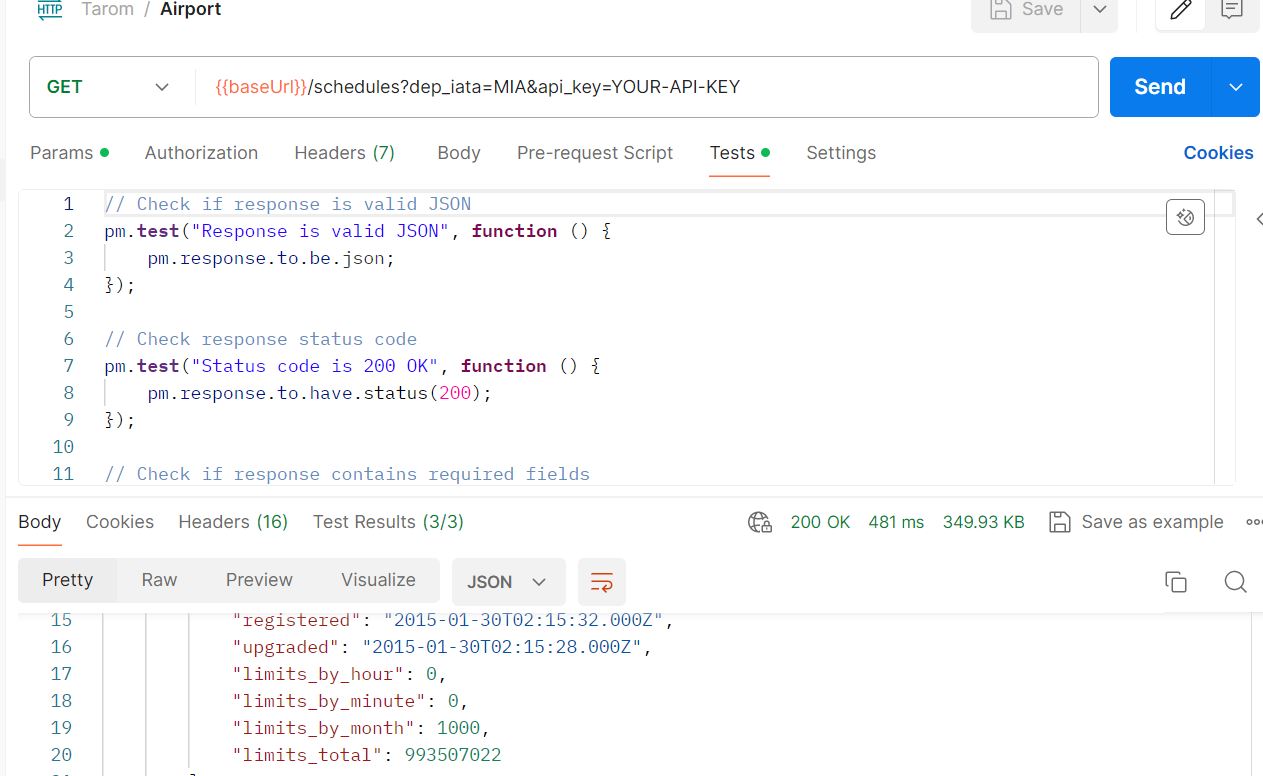 HTTP Tarom / Airport Save
GET {{baseUrl}}/schedules?dep_iata=MIA&api_key=YOUR-API-KEY Send
Params Authorization Headers (7) Body Pre-request Script Tests Settings Cookies
1 // Check if response is valid JSON
2 pm.test("Response is valid JSON", function () {
3 pm.response.to.be.json;
4 });
5
6 // Check response status code
7 pm.test("Status code is 200 OK", function () {
8 pm.response.to.have.status(200);
9 });
10
11 // Check if response contains required fields
Body Cookies Headers (16) Test Results (3/3) 200 OK 481 ms 349.93 KB Save as example
Pretty Raw Preview Visualize JSON
15 "registered": "2015-01-30T02:15:32.000Z",
16 "upgraded": "2015-01-30T02:15:28.000Z",
17 "limits_by_hour": 0,
18 "limits_by_minute": 0,
19 "limits_by_month": 1000,
20 "limits_total": 993507022